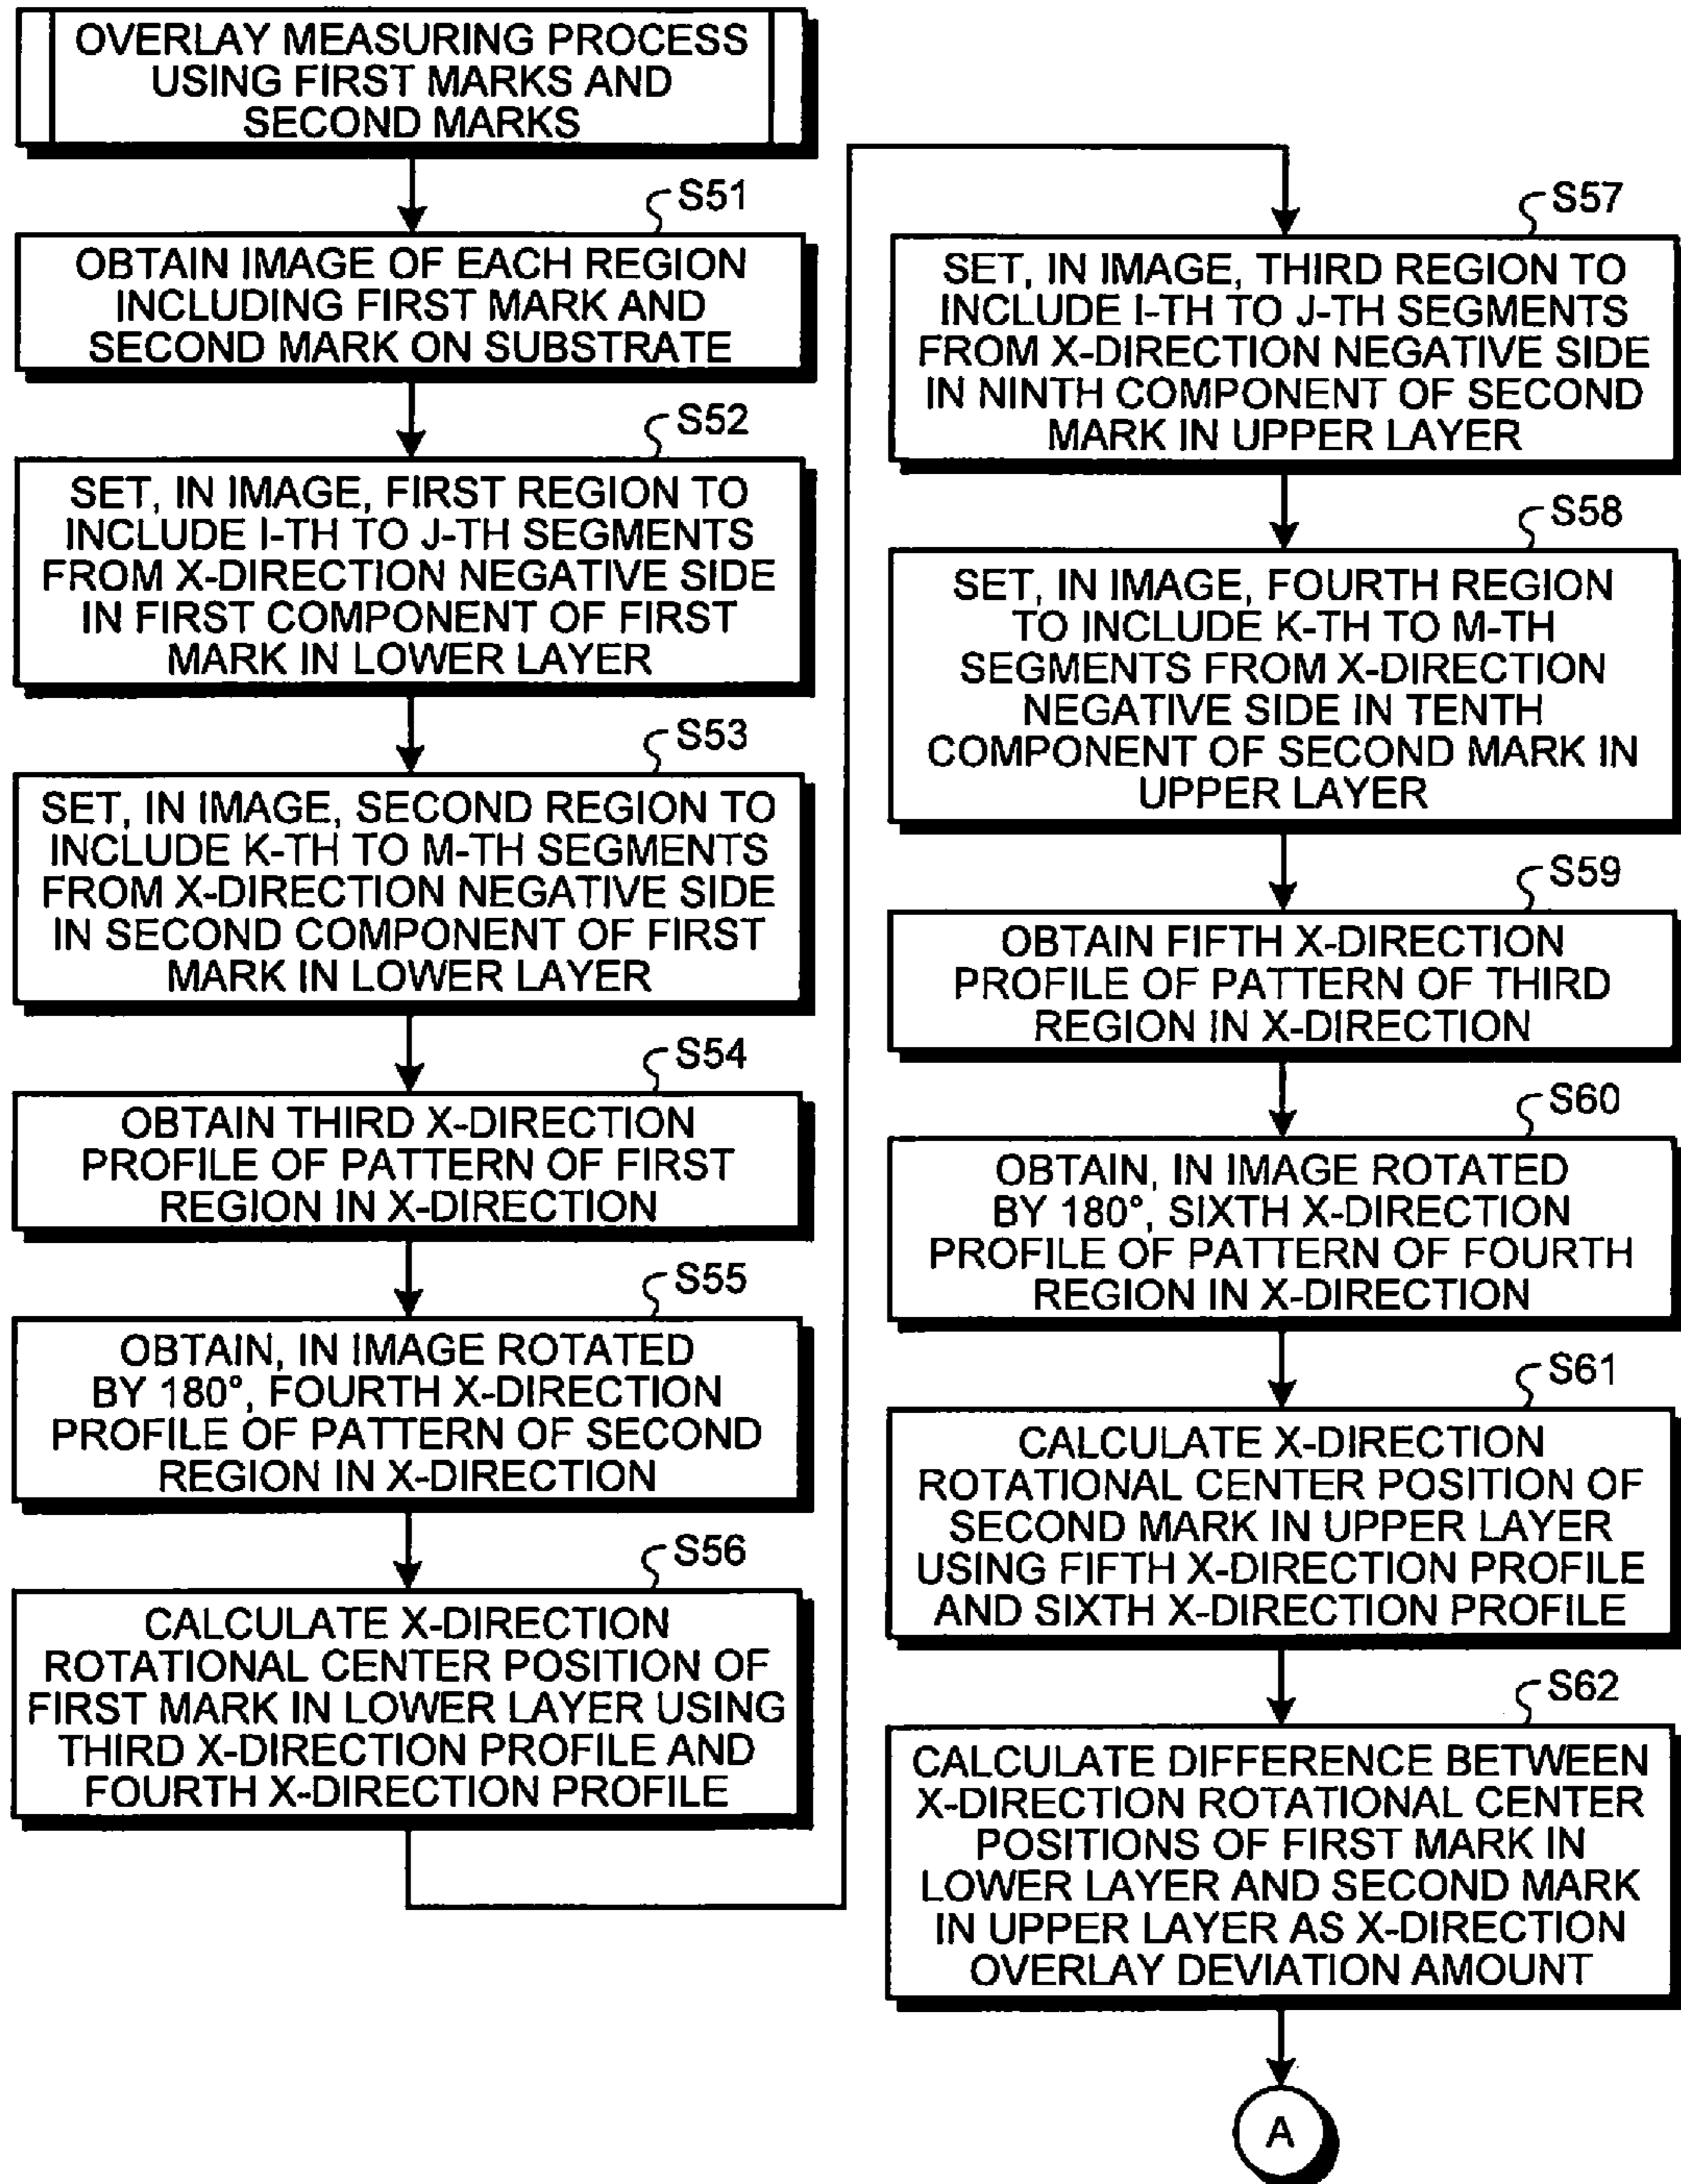 OVERLAY MEASURING PROCESS
USING FIRST MARKS AND
SECOND MARKS
S51
OBTAIN IMAGE OF EACH REGION
INCLUDING FIRST MARK AND
SECOND MARK ON SUBSTRATE
S52
SET, IN IMAGE, FIRST REGION TO
INCLUDE I-TH TO J-TH SEGMENTS
FROM X-DIRECTION NEGATIVE SIDE
IN FIRST COMPONENT OF FIRST
MARK IN LOWER LAYER
S53
SET, IN IMAGE, SECOND REGION TO
INCLUDE K-TH TO M-TH SEGMENTS
FROM X-DIRECTION NEGATIVE SIDE
IN SECOND COMPONENT OF FIRST
MARK IN LOWER LAYER
S54
OBTAIN THIRD X-DIRECTION
PROFILE OF PATTERN OF FIRST
REGION IN X-DIRECTION
S55
OBTAIN, IN IMAGE ROTATED
BY 180°, FOURTH X-DIRECTION
PROFILE OF PATTERN OF SECOND
REGION IN X-DIRECTION
S56
CALCULATE X-DIRECTION
ROTATIONAL CENTER POSITION OF
FIRST MARK IN LOWER LAYER USING
THIRD X-DIRECTION PROFILE AND
FOURTH X-DIRECTION PROFILE
S57
SET, IN IMAGE, THIRD REGION TO
INCLUDE I-TH TO J-TH SEGMENTS
FROM X-DIRECTION NEGATIVE SIDE
IN NINTH COMPONENT OF SECOND
MARK IN UPPER LAYER
S58
SET, IN IMAGE, FOURTH REGION
TO INCLUDE K-TH TO M-TH
SEGMENTS FROM X-DIRECTION
NEGATIVE SIDE IN TENTH
COMPONENT OF SECOND MARK IN
UPPER LAYER
S59
OBTAIN FIFTH X-DIRECTION
PROFILE OF PATTERN OF THIRD
REGION IN X-DIRECTION
S60
OBTAIN, IN IMAGE ROTATED
BY 180°, SIXTH X-DIRECTION
PROFILE OF PATTERN OF FOURTH
REGION IN X-DIRECTION
S61
CALCULATE X-DIRECTION
ROTATIONAL CENTER POSITION OF
SECOND MARK IN UPPER LAYER
USING FIFTH X-DIRECTION PROFILE
AND SIXTH X-DIRECTION PROFILE
S62
CALCULATE DIFFERENCE BETWEEN
X-DIRECTION ROTATIONAL CENTER
POSITIONS OF FIRST MARK IN
LOWER LAYER AND SECOND MARK
IN UPPER LAYER AS X-DIRECTION
OVERLAY DEVIATION AMOUNT
A